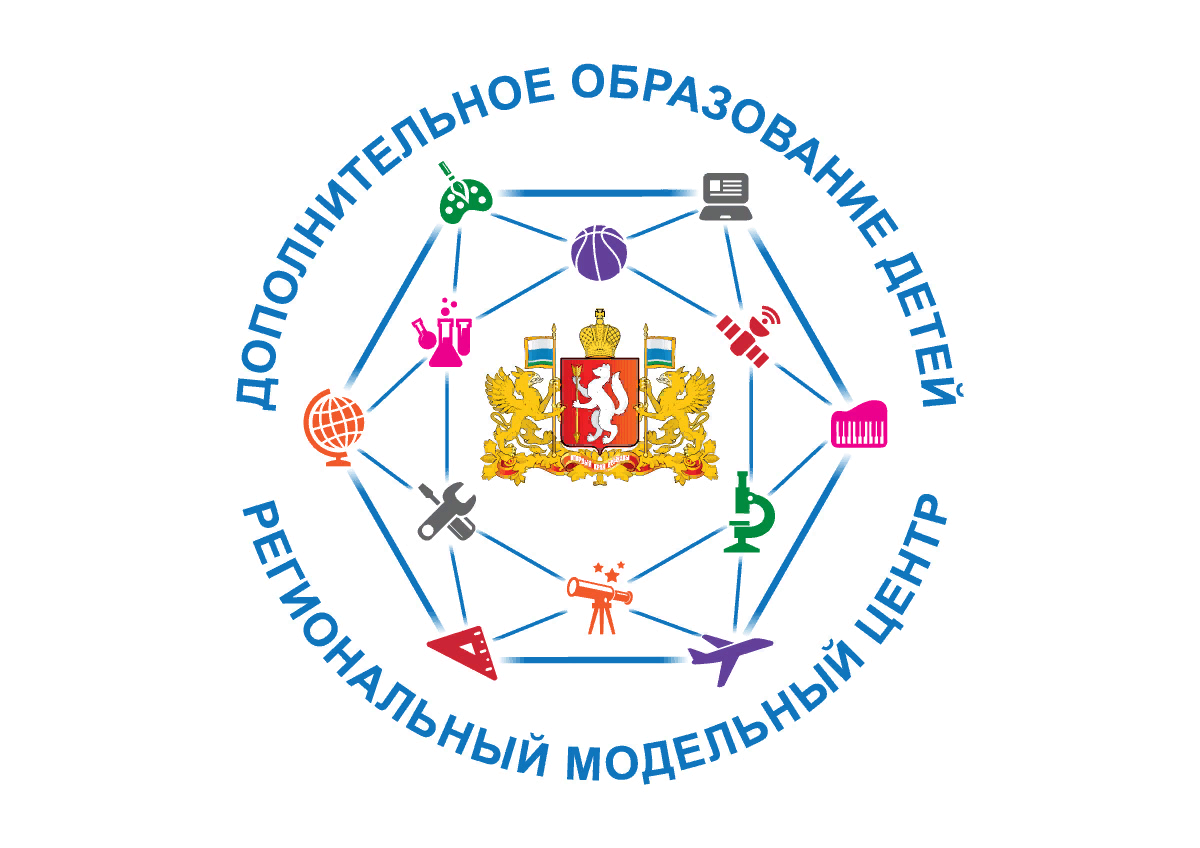 ДОПОЛНИТЕЛЬНОЕ ОБРАЗОВАНИЕ ДЕТЕЙ
РЕГИОНАЛЬНЫЙ МОДЕЛЬНЫЙ ЦЕНТР